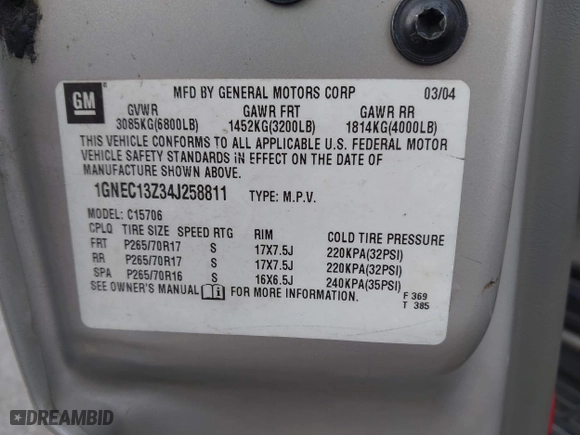 GM
MFD BY GENERAL MOTORS CORP 03/04
GVWR GAWR FRT GAWR RR
3085KG(6800LB) 1452KG(3200LB) 1814KG(4000LB)
THIS VEHICLE CONFORMS TO ALL APPLICABLE U.S. FEDERAL MOTOR
VEHICLE SAFETY STANDARDS IN EFFECT ON THE DATE OF
MANUFACTURE SHOWN ABOVE.
1GNEC13Z34J258811 TYPE: M.P.V.
MODEL: C15706
CPLQ TIRE SIZE SPEED RTG RIM COLD TIRE PRESSURE
FRT P265/70R17 S 17X7.5J 220KPA(32PSI)
RR P265/70R17 S 17X7.5J 220KPA(32PSI)
SPA P265/70R16 S 16X6.5J 240KPA(35PSI)
SEE OWNER'S MANUAL FOR MORE INFORMATION.
F 369
T 385
DREAMBID